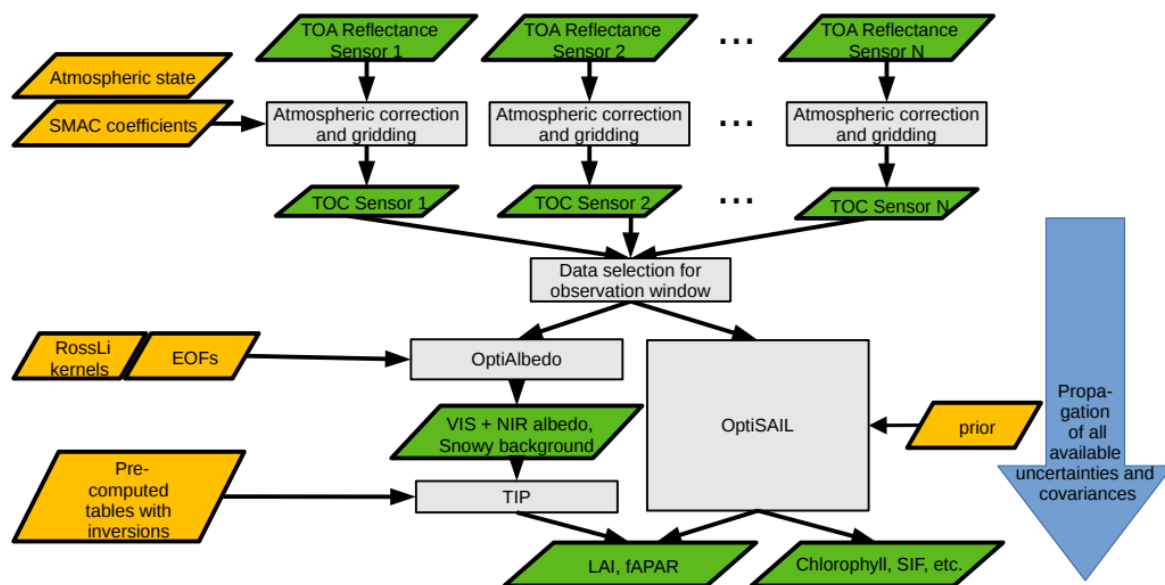 TOA Reflectance
Sensor 1
TOA Reflectance
Sensor 2
...
TOA Reflectance
Sensor N
Atmospheric state
SMAC coefficients
Atmospheric correction
and gridding
Atmospheric correction
and gridding
...
Atmospheric correction
and gridding
TOC Sensor 1
TOC Sensor 2
...
TOC Sensor N
Data selection for
observation window
RossLi
kernels
EOFs
OptiAlbedo
OptiSAIL
prior
VIS + NIR albedo,
Snowy background
Pre-
computed
tables with
inversions
TIP
LAI, fAPAR
Chlorophyll, SIF, etc.
Propa-
gation
of all
available
uncertainties and
covariances